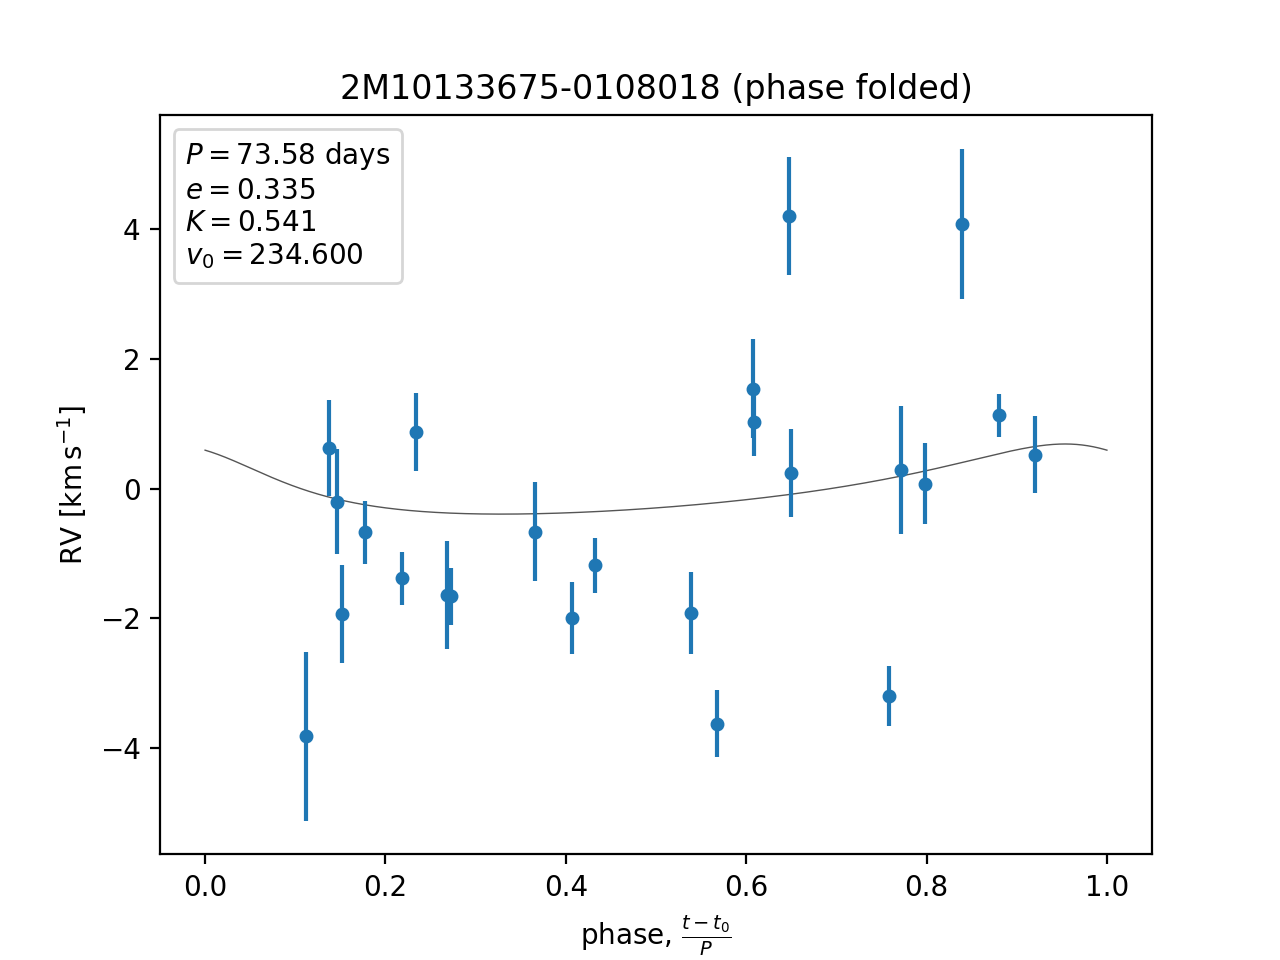 2M10133675-0108018 (phase folded)
P = 73.58 days
e = 0.335
K = 0.541
v₀ = 234.600
4
2
0
−2
−4
RV [km s⁻¹]
0.0 0.2 0.4 0.6 0.8 1.0
phase, (t − t₀)/P